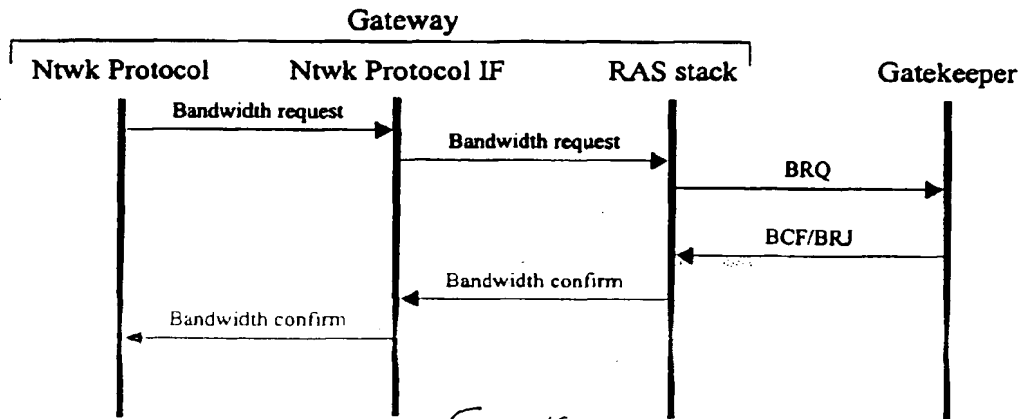 Gateway
Ntwk Protocol Ntwk Protocol IF RAS stack Gatekeeper
Bandwidth request
Bandwidth request
BRQ
BCF/BRJ
Bandwidth confirm
Bandwidth confirm